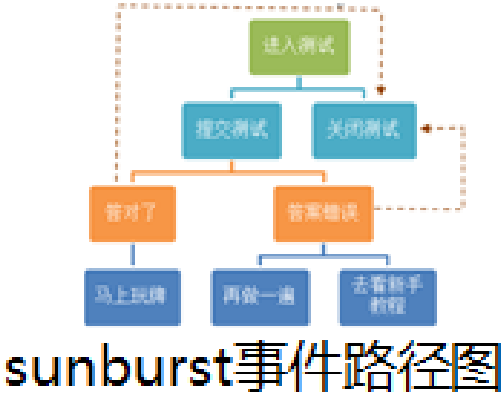 进入测试
提交测试
关闭测试
答对了
答案错误
马上玩牌
再做一遍
去看新手
教程
sunburst事件路径图